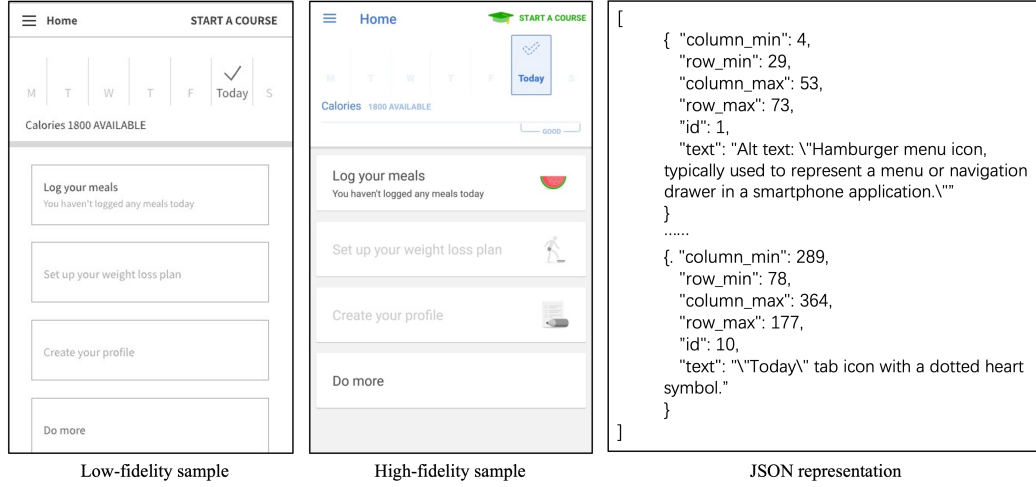 Home START A COURSE
M T W T F Today S
Calories 1800 AVAILABLE
Log your meals
You haven't logged any meals today
Set up your weight loss plan
Create your profile
Do more
Low-fidelity sample
Home START A COURSE
M T W T F Today S
Calories 1800 AVAILABLE
GOOD
Log your meals
You haven't logged any meals today
Set up your weight loss plan
Create your profile
Do more
High-fidelity sample
[
{ "column_min": 4,
"row_min": 29,
"column_max": 53,
"row_max": 73,
"id": 1,
"text": "Alt text: \"Hamburger menu icon,
typically used to represent a menu or navigation
drawer in a smartphone application.\""
}
......
{. "column_min": 289,
"row_min": 78,
"column_max": 364,
"row_max": 177,
"id": 10,
"text": "\"Today\" tab icon with a dotted heart
symbol."
}
]
JSON representation